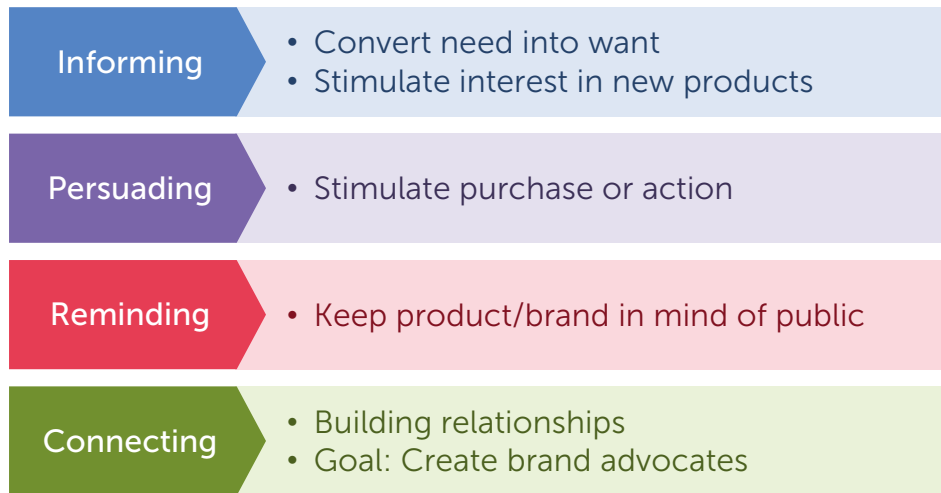 Informing
• Convert need into want
• Stimulate interest in new products
Persuading
• Stimulate purchase or action
Reminding
• Keep product/brand in mind of public
Connecting
• Building relationships
• Goal: Create brand advocates